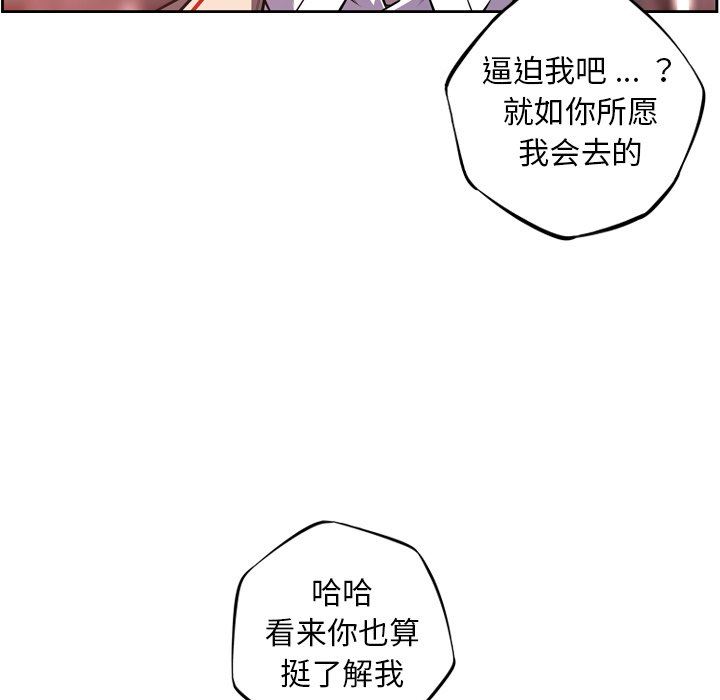 逼迫我吧...？
就如你所愿
我会去的
哈哈
看来你也算
挺了解我